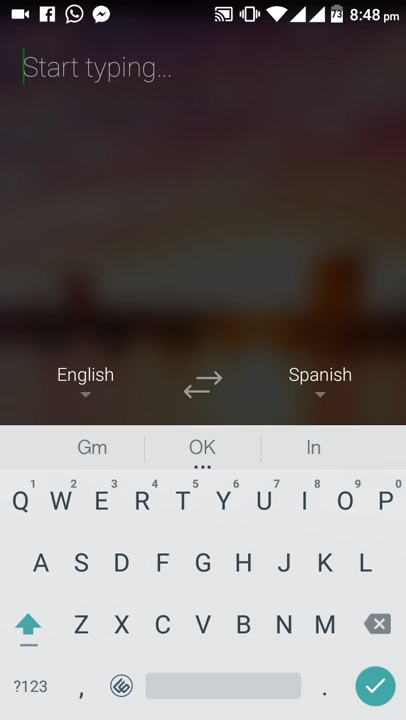 73 8:48 pm
Start typing...
English Spanish
Gm OK In
1 2 3 4 5 6 7 8 9 0
Q W E R T Y U I O P
A S D F G H J K L
Z X C V B N M
?123 , .